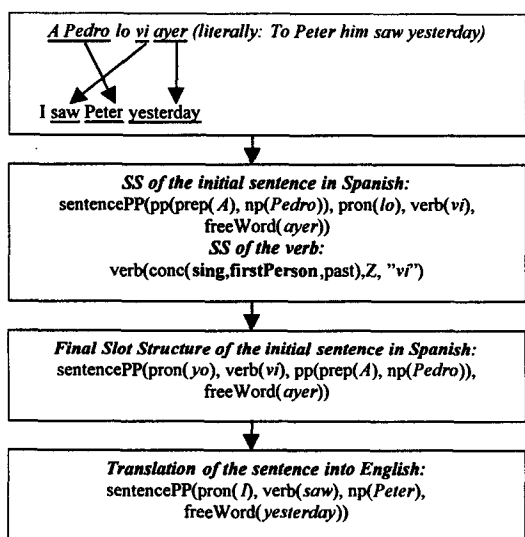 A Pedro lo vi ayer (literally: To Peter him saw yesterday)
I saw Peter yesterday
SS of the initial sentence in Spanish:
sentencePP(pp(prep(A), np(Pedro)), pron(lo), verb(vi),
freeWord(ayer))
SS of the verb:
verb(conc(sing,firstPerson,past),Z, "vi")
Final Slot Structure of the initial sentence in Spanish:
sentencePP(pron(yo), verb(vi), pp(prep(A), np(Pedro)),
freeWord(ayer))
Translation of the sentence into English:
sentencePP(pron(I), verb(saw), np(Peter),
freeWord(yesterday))